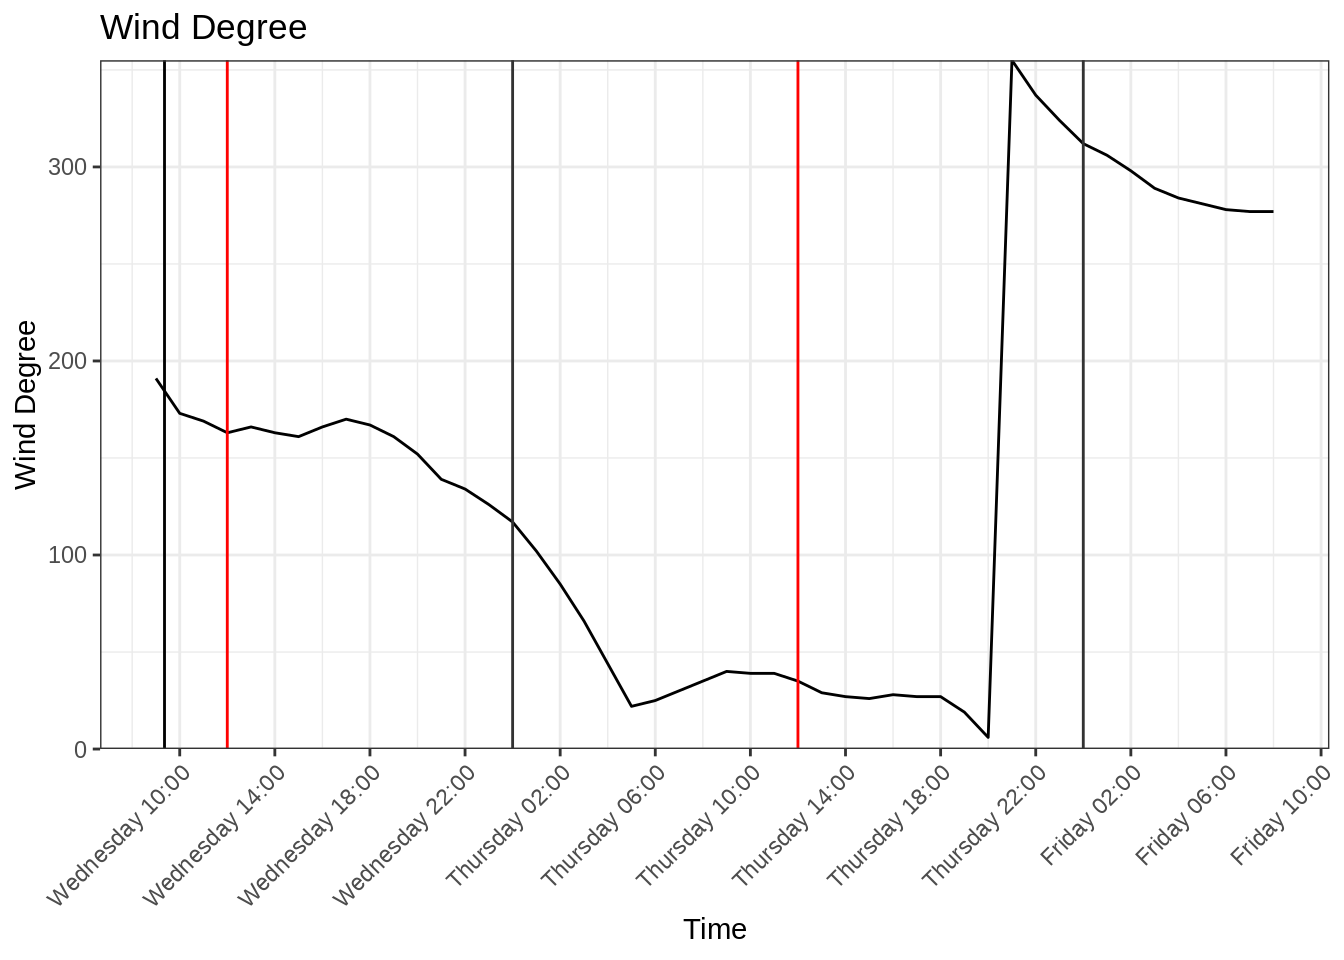 Wind Degree
Wind Degree
300
200
100
0
Wednesday 10:00
Wednesday 14:00
Wednesday 18:00
Wednesday 22:00
Thursday 02:00
Thursday 06:00
Thursday 10:00
Thursday 14:00
Thursday 18:00
Thursday 22:00
Friday 02:00
Friday 06:00
Friday 10:00
Time